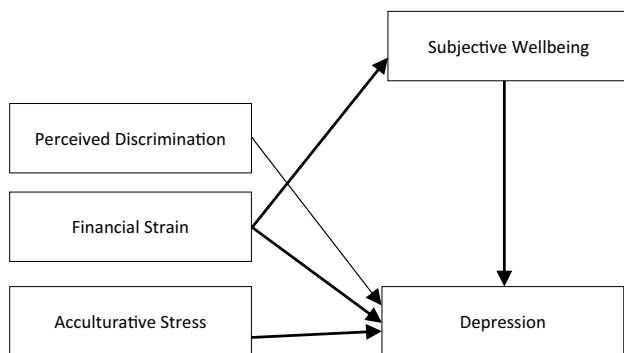 Subjective Wellbeing
Perceived Discrimination
Financial Strain
Acculturative Stress
Depression